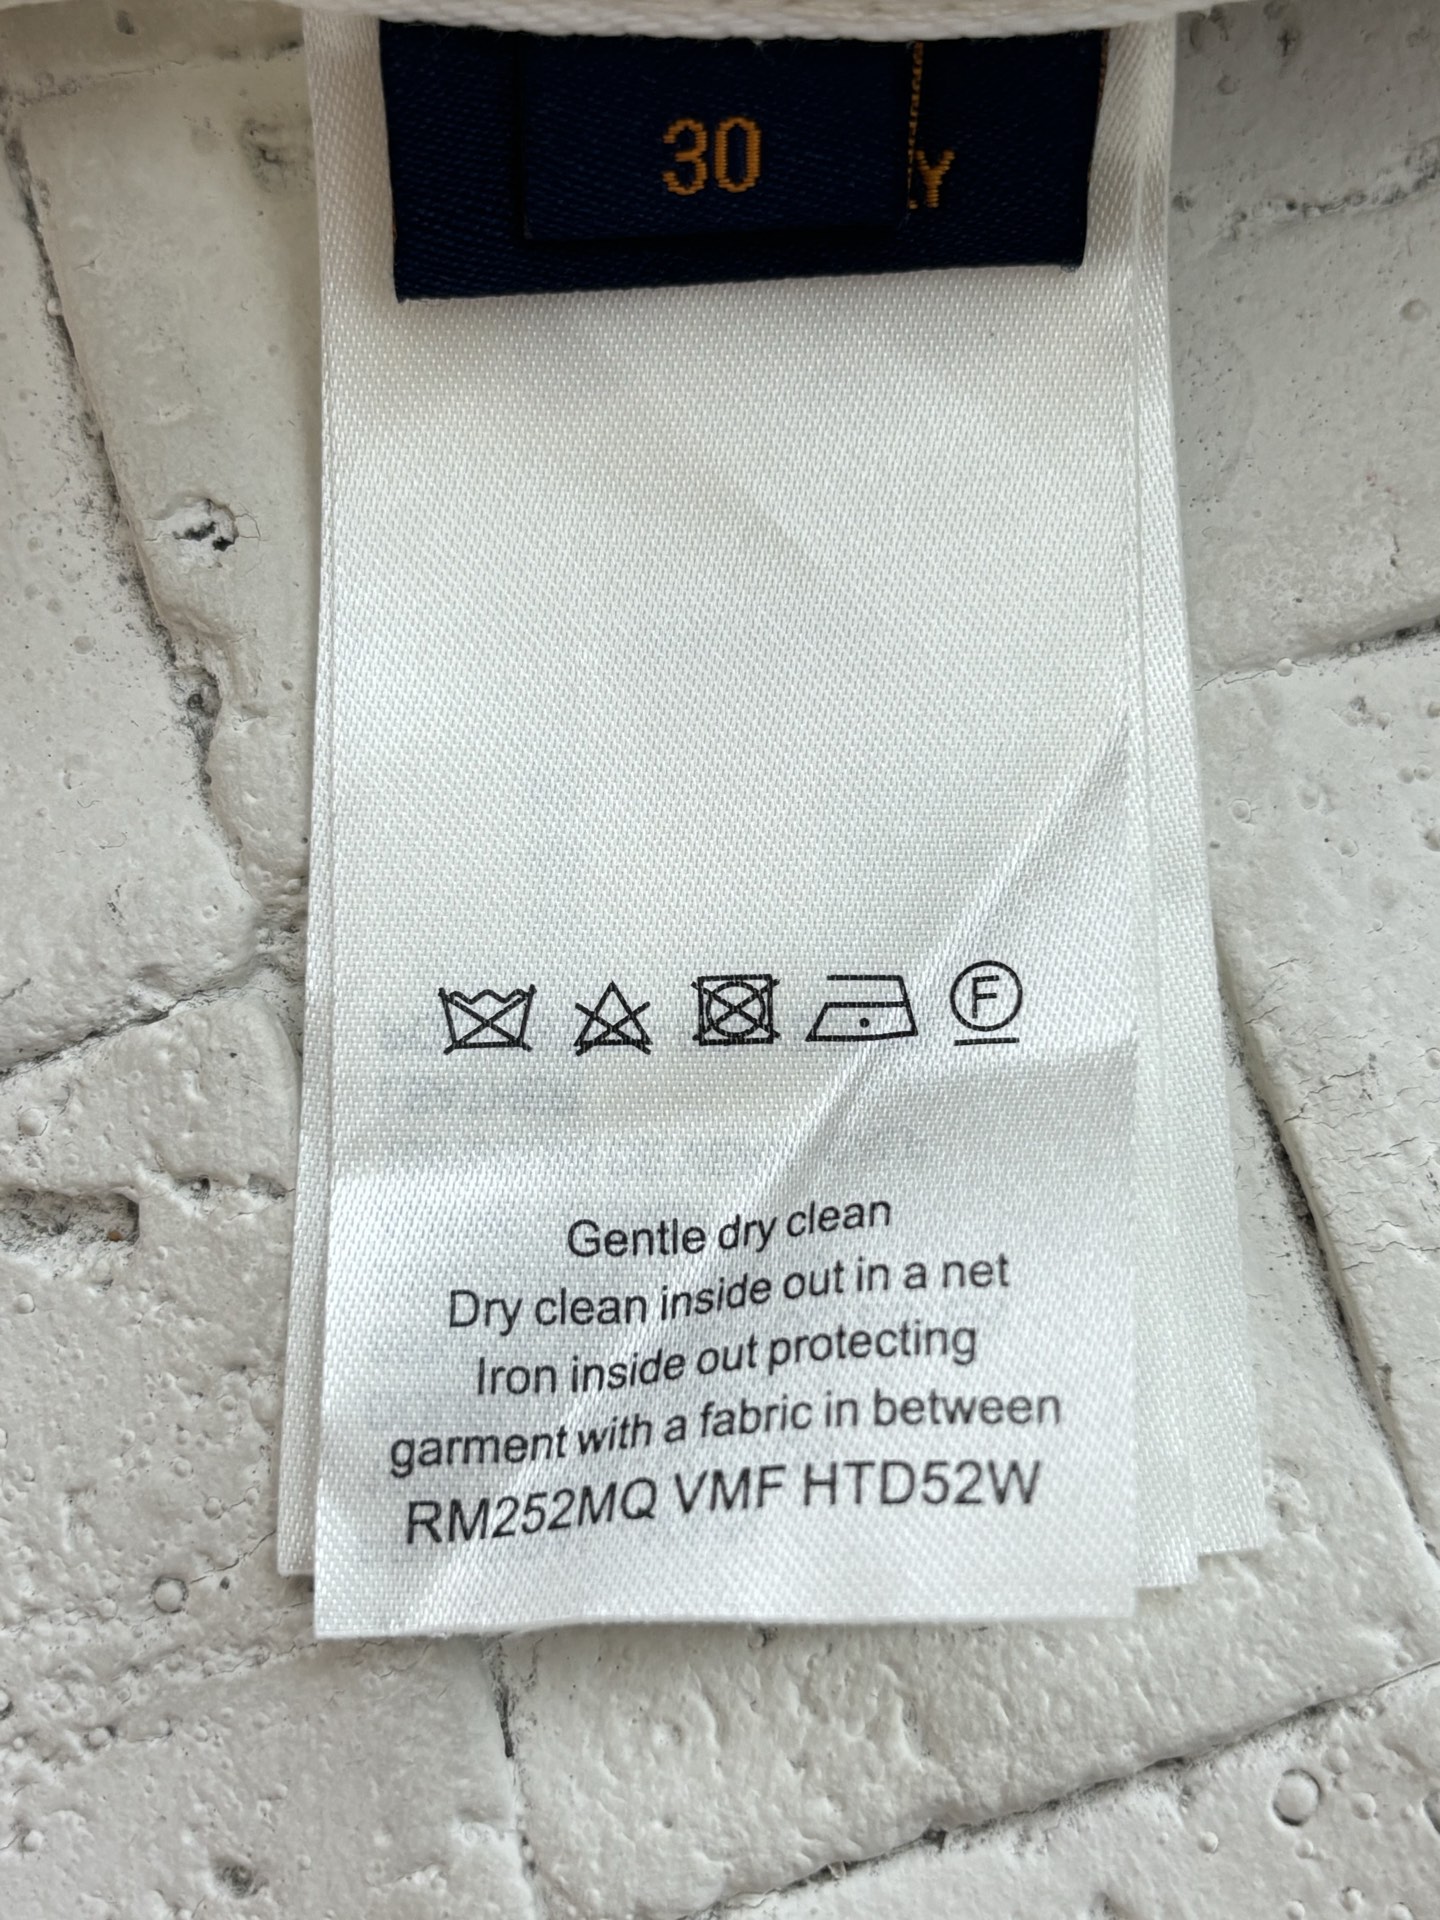 30
Y
F
Gentle dry clean
Dry clean inside out in a net
Iron inside out protecting
garment with a fabric in between
RM252MQ VMF HTD52W